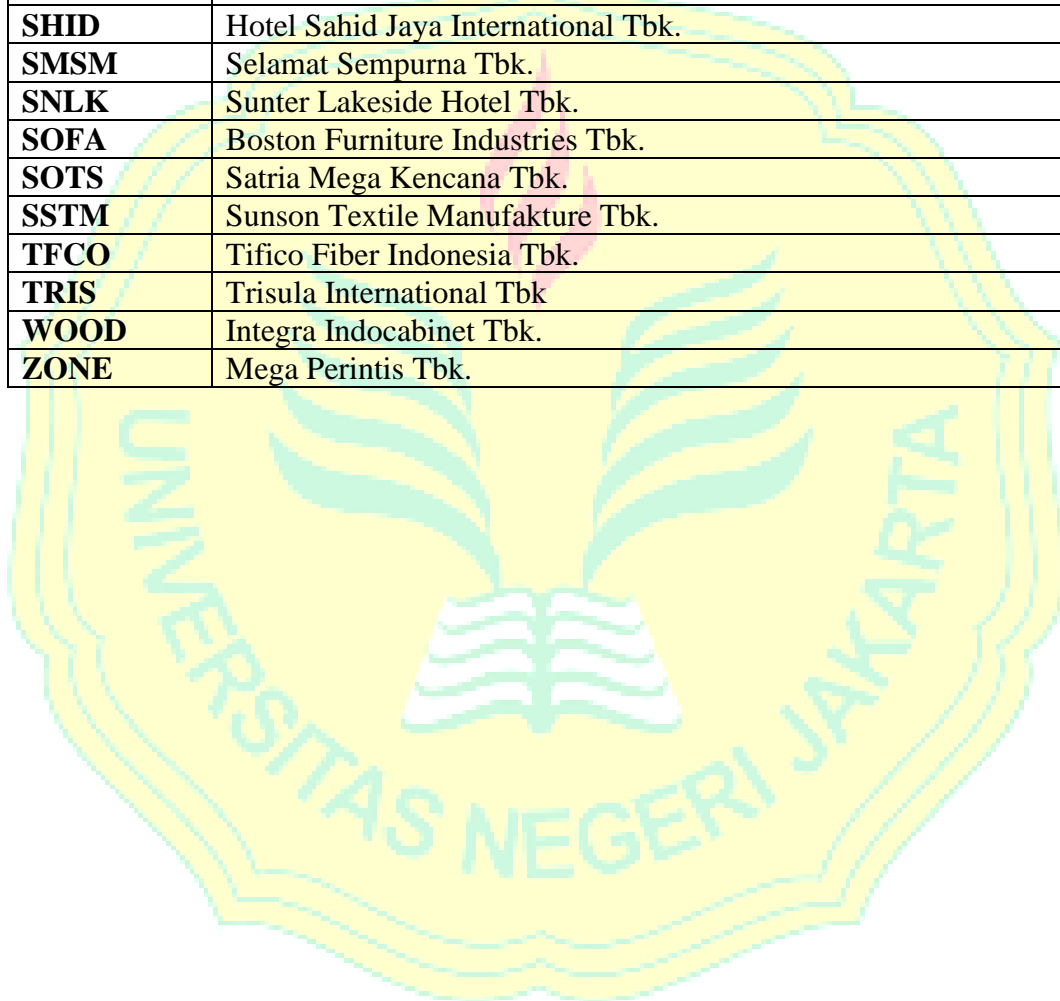 SHID Hotel Sahid Jaya International Tbk.
SMSM Selamat Sempurna Tbk.
SNLK Sunter Lakeside Hotel Tbk.
SOFA Boston Furniture Industries Tbk.
SOTS Satria Mega Kencana Tbk.
SSTM Sunson Textile Manufakture Tbk.
TFCO Tifico Fiber Indonesia Tbk.
TRIS Trisula International Tbk
WOOD Integra Indocabinet Tbk.
ZONE Mega Perintis Tbk.
UNIVERSITAS NEGERI JAKARTA